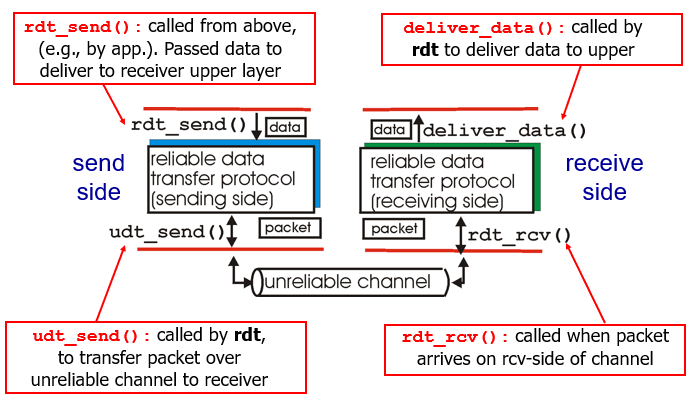 rdt_send(): called from above,
(e.g., by app.). Passed data to
deliver to receiver upper layer
deliver_data(): called by
rdt to deliver data to upper
rdt_send()
data
data
deliver_data()
send
side
reliable data
transfer protocol
(sending side)
reliable data
transfer protocol
(receiving side)
receive
side
udt_send()
packet
packet
rdt_rcv()
unreliable channel
udt_send(): called by rdt,
to transfer packet over
unreliable channel to receiver
rdt_rcv(): called when packet
arrives on rcv-side of channel